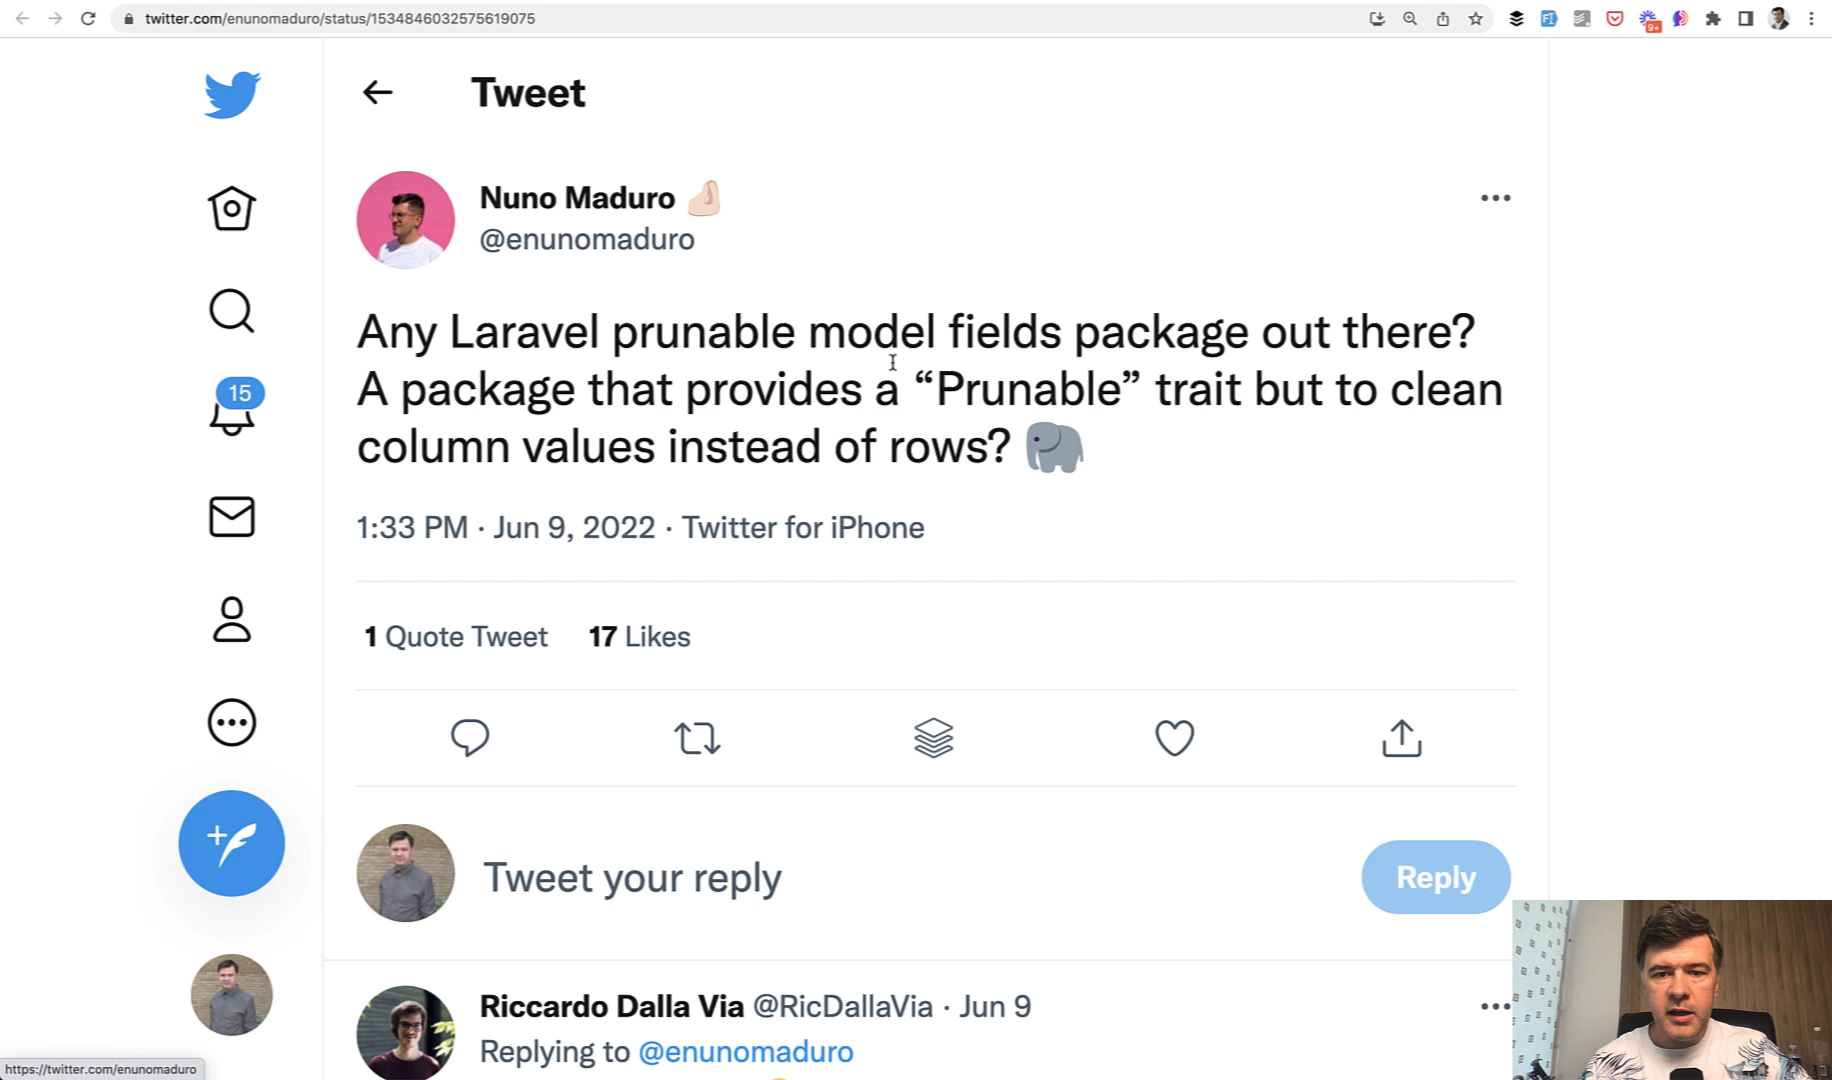 twitter.com/enunomaduro/status/1534846032575619075
9+
Tweet
Nuno Maduro
@enunomaduro
Any Laravel prunable model fields package out there?
A package that provides a “Prunable” trait but to clean
column values instead of rows?
15
1:33 PM · Jun 9, 2022 · Twitter for iPhone
1 Quote Tweet 17 Likes
Tweet your reply
Reply
Riccardo Dalla Via @RicDallaVia · Jun 9
Replying to @enunomaduro
https://twitter.com/enunomaduro